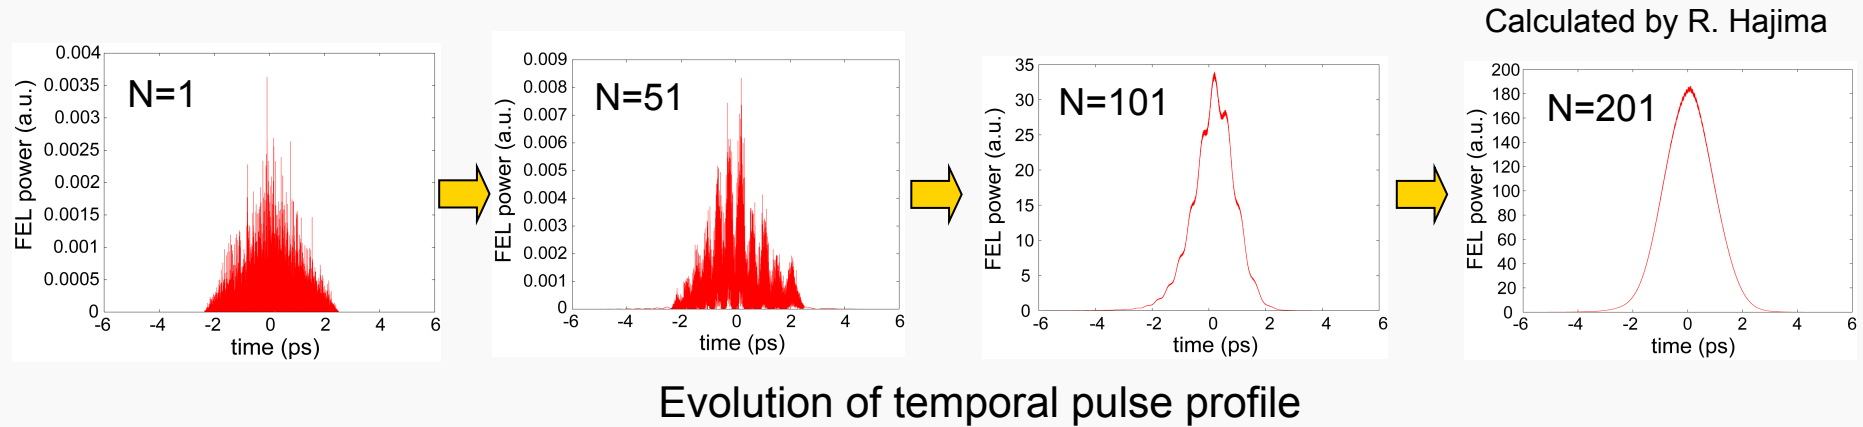 Calculated by R. Hajima
N=1
FEL power (a.u.)
0.004
0.0035
0.003
0.0025
0.002
0.0015
0.001
0.0005
0
-6 -4 -2 0 2 4 6
time (ps)
N=51
FEL power (a.u.)
0.009
0.008
0.007
0.006
0.005
0.004
0.003
0.002
0.001
0
-6 -4 -2 0 2 4 6
time (ps)
N=101
FEL power (a.u.)
35
30
25
20
15
10
5
0
-6 -4 -2 0 2 4 6
time (ps)
N=201
FEL power (a.u.)
200
180
160
140
120
100
80
60
40
20
0
-6 -4 -2 0 2 4 6
time (ps)
Evolution of temporal pulse profile